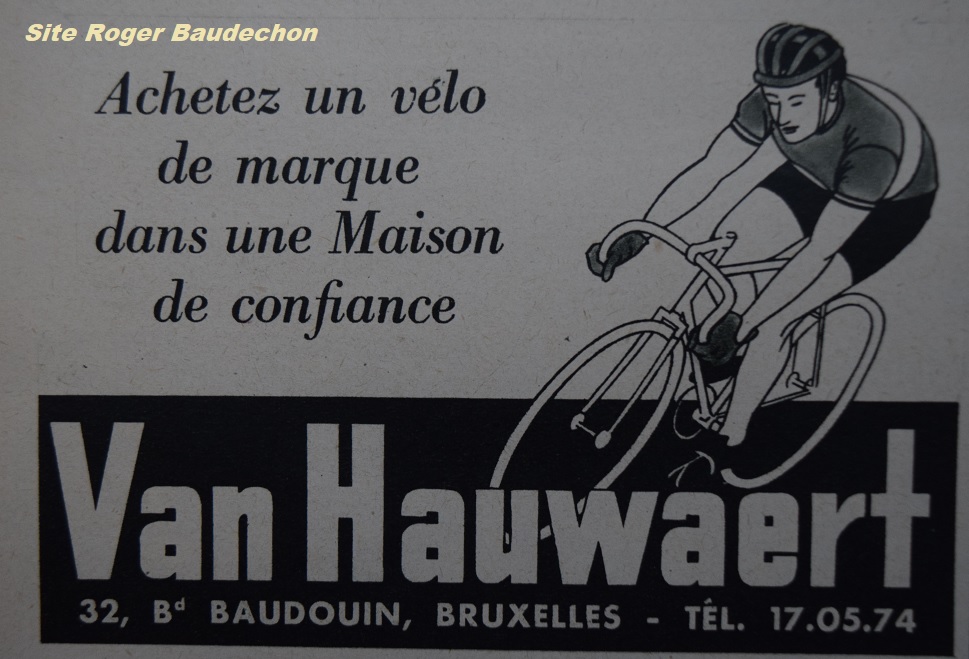 Site Roger Baudechon
Achetez un vélo
de marque
dans une Maison
de confiance
Van Hauwaert
32, Bd BAUDOUIN, BRUXELLES - TÉL. 17.05.74